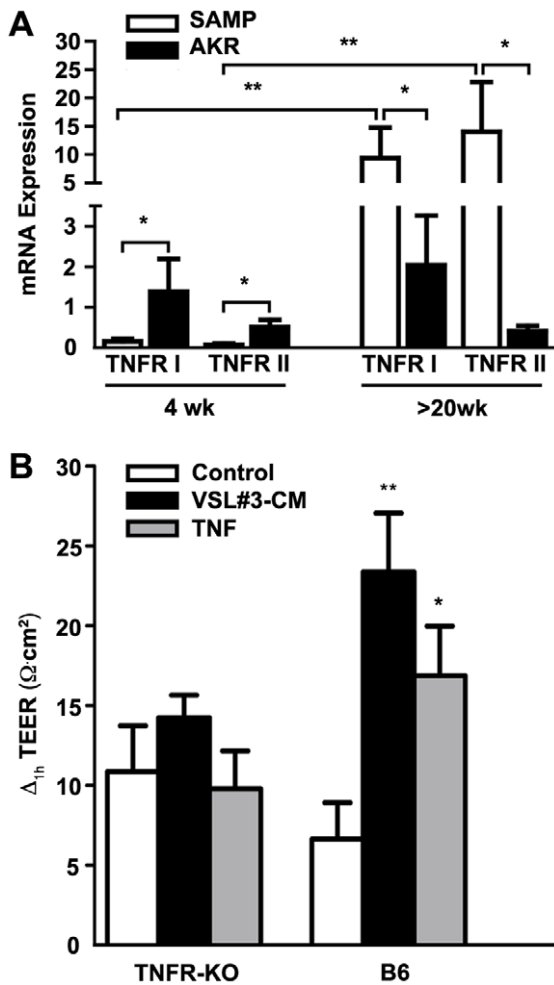 A
SAMP
AKR
mRNA Expression
30
25
20
15
10
5
3
2
1
0
*
*
**
**
*
*
TNFR I
TNFR II
TNFR I
TNFR II
4 wk
>20wk
B
Control
VSL#3-CM
TNF
Δ1h TEER (Ω·cm²)
30
25
20
15
10
5
0
**
*
TNFR-KO
B6